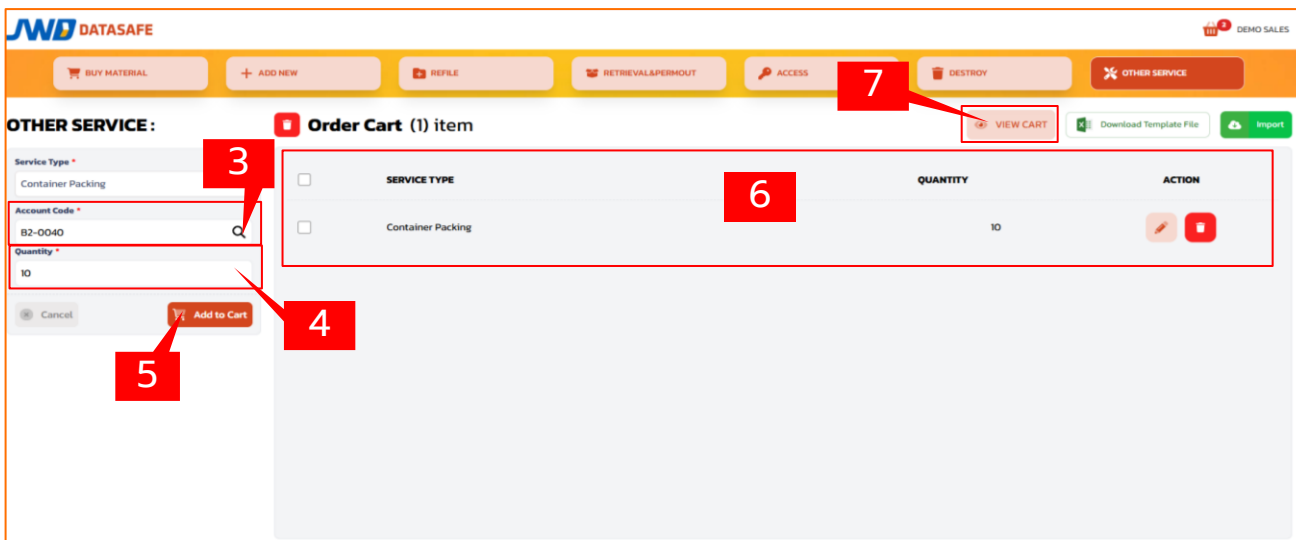 JWD DATASAFE
2
DEMO SALES
BUY MATERIAL
ADD NEW
REFILE
RETRIEVAL&PERMOUT
ACCESS
DESTROY
OTHER SERVICE
7
OTHER SERVICE :
Order Cart (1) item
VIEW CART
Download Template File
Import
Service Type *
Container Packing
3
Account Code *
B2-0040
Quantity *
10
Cancel
Add to Cart
4
5
SERVICE TYPE
QUANTITY
ACTION
6
Container Packing
10